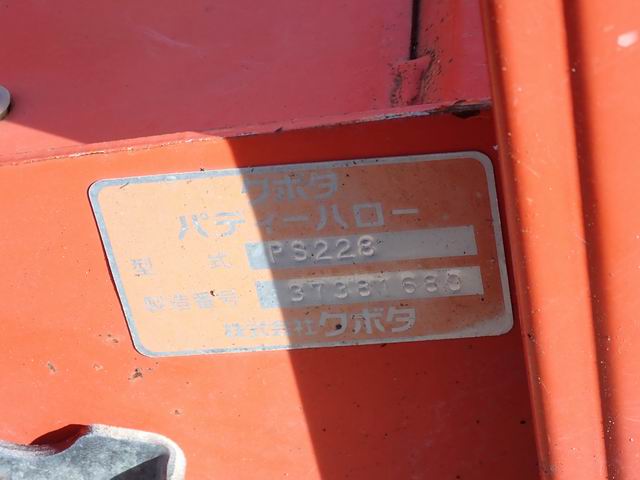 クボタ
パディーハロー
型式 PS228
製造番号 37381680
株式会社クボタ